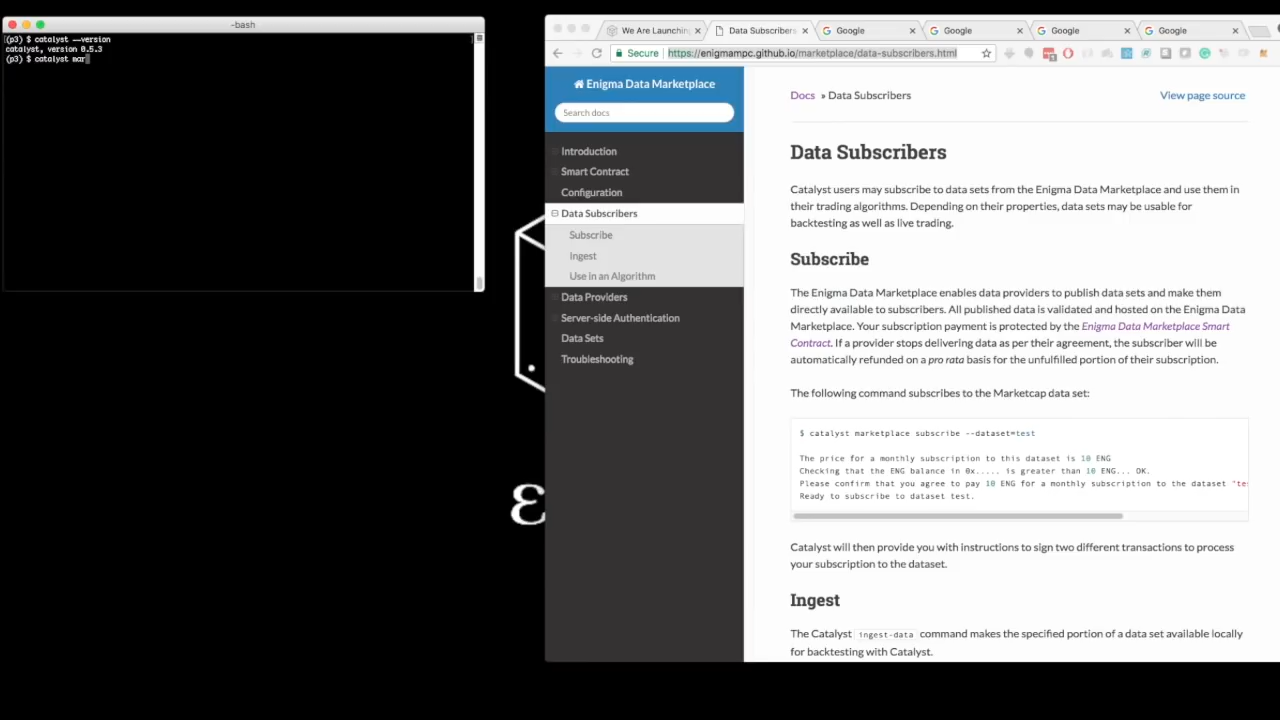 -bash
(p3) $ catalyst --version
catalyst, version 0.5.3
(p3) $ catalyst mar
We Are Launchin
Data Subscribers
Google
Google
Google
Google
Secure
https://enigmampc.github.io/marketplace/data-subscribers.html
Enigma Data Marketplace
Search docs
Introduction
Smart Contract
Configuration
Data Subscribers
Subscribe
Ingest
Use in an Algorithm
Data Providers
Server-side Authentication
Data Sets
Troubleshooting
Docs » Data Subscribers
View page source
Data Subscribers
Catalyst users may subscribe to data sets from the Enigma Data Marketplace and use them in
their trading algorithms. Depending on their properties, data sets may be usable for
backtesting as well as live trading.
Subscribe
The Enigma Data Marketplace enables data providers to publish data sets and make them
directly available to subscribers. All published data is validated and hosted on the Enigma Data
Marketplace. Your subscription payment is protected by the Enigma Data Marketplace Smart
Contract. If a provider stops delivering data as per their agreement, the subscriber will be
automatically refunded on a pro rata basis for the unfulfilled portion of their subscription.
The following command subscribes to the Marketcap data set:
$ catalyst marketplace subscribe --dataset=test
The price for a monthly subscription to this dataset is 10 ENG
Checking that the ENG balance in 0x..... is greater than 10 ENG... OK.
Please confirm that you agree to pay 10 ENG for a monthly subscription to the dataset "te
Ready to subscribe to dataset test.
Catalyst will then provide you with instructions to sign two different transactions to process
your subscription to the dataset.
Ingest
The Catalyst ingest-data command makes the specified portion of a data set available locally
for backtesting with Catalyst.
ε